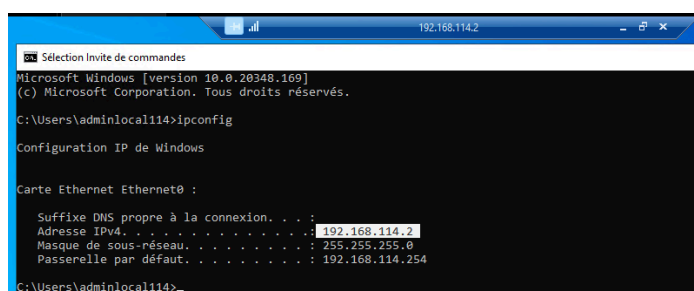 192.168.114.2
Sélection Invite de commandes
Microsoft Windows [version 10.0.20348.169]
(c) Microsoft Corporation. Tous droits réservés.
C:\Users\adminlocal114>ipconfig
Configuration IP de Windows
Carte Ethernet Ethernet0 :
Suffixe DNS propre à la connexion. . . :
Adresse IPv4. . . . . . . . . . . . . .: 192.168.114.2
Masque de sous-réseau. . . . . . . . . : 255.255.255.0
Passerelle par défaut. . . . . . . . . : 192.168.114.254
C:\Users\adminlocal114>_